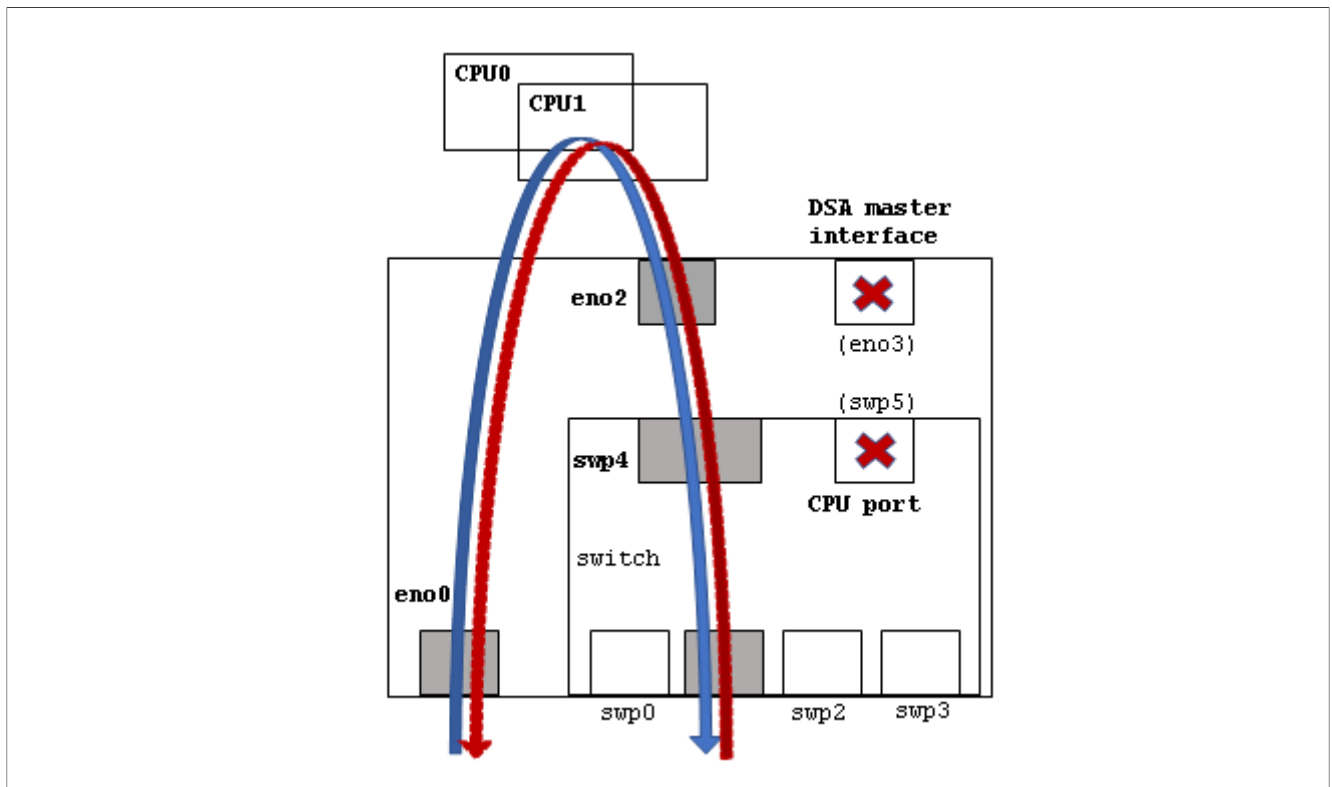 CPU0
CPU1
DSA master
interface
eno2
(eno3)
(swp5)
swp4
CPU port
switch
eno0
swp0
swp2
swp3